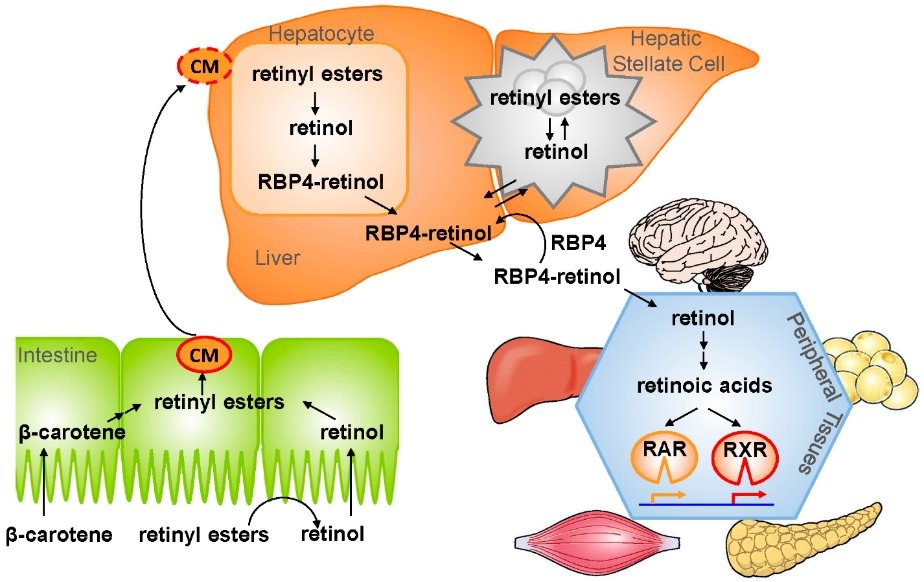 Hepatocyte
CM
retinyl esters
retinol
RBP4-retinol
Hepatic
Stellate Cell
retinyl esters
retinol
RBP4-retinol
Liver
RBP4
RBP4-retinol
Intestine
CM
retinyl esters
β-carotene
retinol
β-carotene
retinyl esters
retinol
retinol
retinoic acids
RAR
RXR
Peripheral Tissues